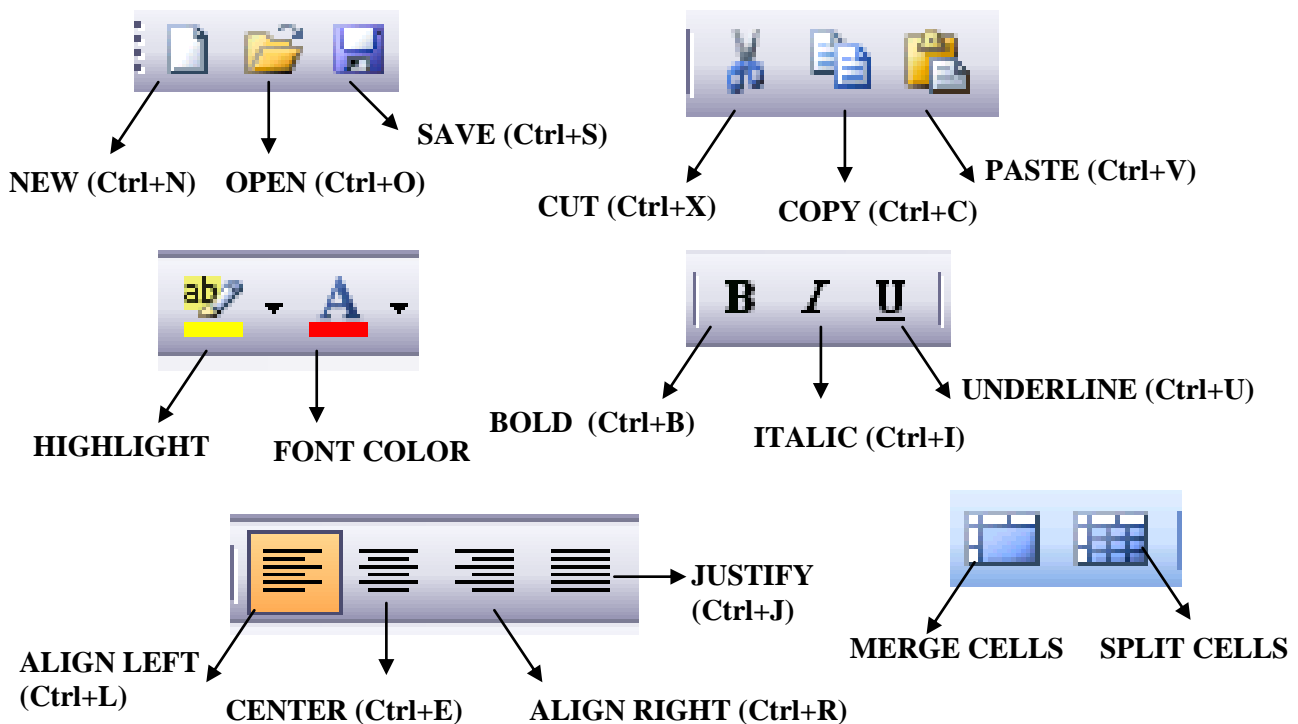 SAVE (Ctrl+S)
NEW (Ctrl+N) OPEN (Ctrl+O)
PASTE (Ctrl+V)
CUT (Ctrl+X) COPY (Ctrl+C)
ab A
HIGHLIGHT FONT COLOR
B I U
UNDERLINE (Ctrl+U)
BOLD (Ctrl+B) ITALIC (Ctrl+I)
JUSTIFY
(Ctrl+J)
ALIGN LEFT
(Ctrl+L)
CENTER (Ctrl+E) ALIGN RIGHT (Ctrl+R)
MERGE CELLS SPLIT CELLS